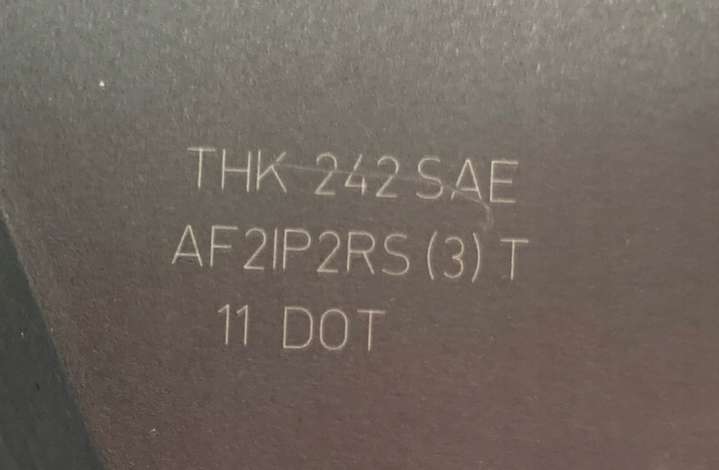 THK 242 SAE
AF2IP2RS (3) T
11 DOT